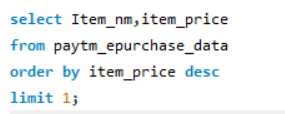 select Item_nm,item_price
from paytm_epurchase_data
order by item_price desc
limit 1;